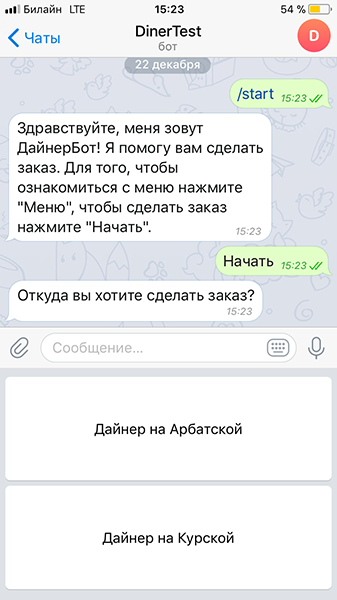 Билайн LTE 15:23 54 %
Чаты DinerTest D
бот
22 декабря
/start 15:23
Здравствуйте, меня зовут
ДайнерБот! Я помогу вам сделать
заказ. Для того, чтобы
ознакомиться с меню нажмите
"Меню", чтобы сделать заказ
нажмите "Начать". 15:23
Начать 15:23
Откуда вы хотите сделать заказ?
15:23
Сообщение...
Дайнер на Арбатской
Дайнер на Курской